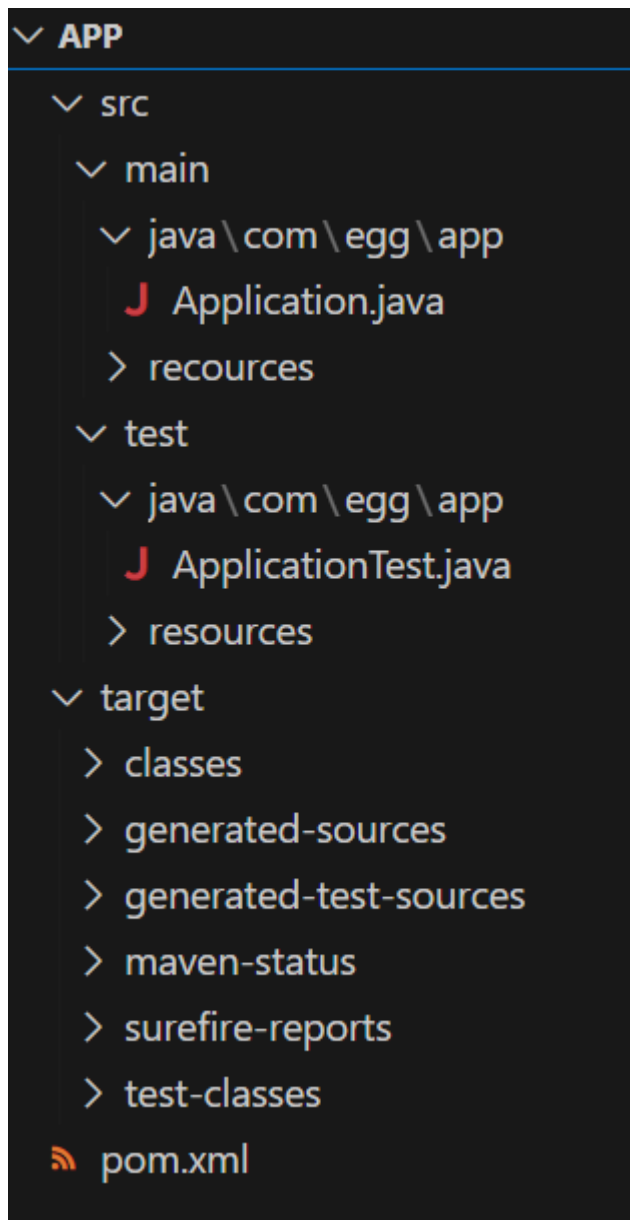 APP
src
main
java\com\egg\app
Application.java
recources
test
java\com\egg\app
ApplicationTest.java
resources
target
classes
generated-sources
generated-test-sources
maven-status
surefire-reports
test-classes
pom.xml